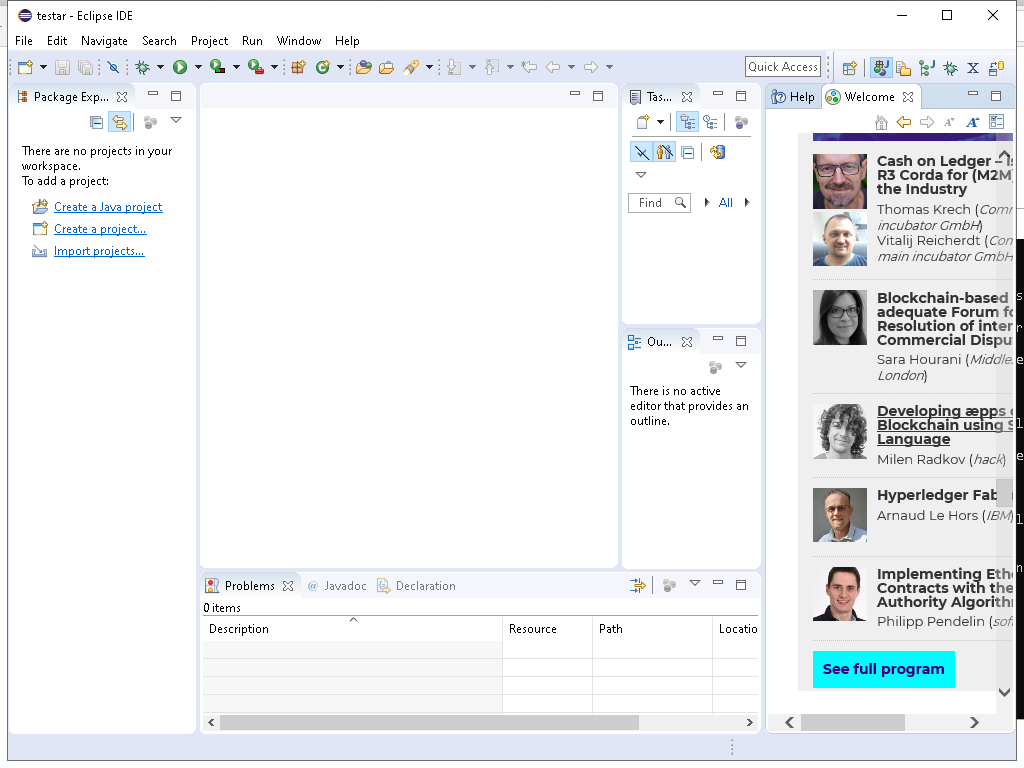 testar - Eclipse IDE
File Edit Navigate Search Project Run Window Help
Quick Access
Package Exp...
There are no projects in your
workspace.
To add a project:
Create a Java project
Create a project...
Import projects...
Tas...
Find
All
Ou...
There is no active
editor that provides an
outline.
Problems
Javadoc
Declaration
0 items
Description Resource Path Locatio
Help
Welcome
Cash on Ledger – Is
R3 Corda for (M2M)
the Industry
Thomas Krech (Comm
incubator GmbH)
Vitalij Reicherdt (Com
main incubator GmbH
Blockchain-based
adequate Forum fo
Resolution of inter
Commercial Dispu
Sara Hourani (Middle
London)
Developing æpps o
Blockchain using S
Language
Milen Radkov (hack)
Hyperledger Fab
Arnaud Le Hors (IBM)
Implementing Eth
Contracts with the
Authority Algorith
Philipp Pendelin (sof
See full program